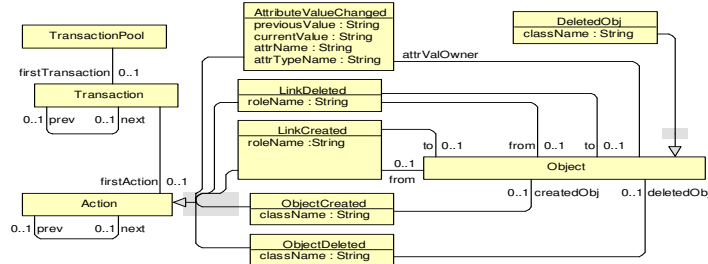 AttributeValueChanged
previousValue : String
currentValue : String
attrName : String
attrTypeName : String
DeletedObj
className : String
TransactionPool
attrValOwner
firstTransaction 0..1
LinkDeleted
roleName : String
Transaction
0..1 prev 0..1 next
LinkCreated
roleName :String
to 0..1 from 0..1 to 0..1
0..1
from
Object
firstAction 0..1
0..1 createdObj 0..1 deletedOb
Action
ObjectCreated
className : String
0..1 prev 0..1 next
ObjectDeleted
className : String